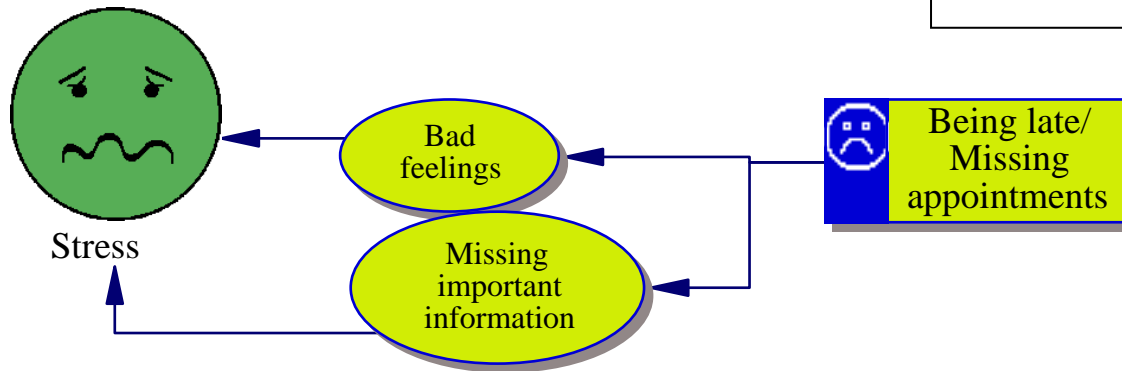 Bad
feelings
Being late/
Missing
appointments
Stress
Missing
important
information